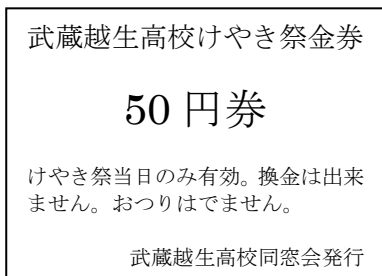 武蔵越生高校けやき祭金券
50 円券
けやき祭当日のみ有効。換金は出来
ません。おつりはでません。
武蔵越生高校同窓会発行